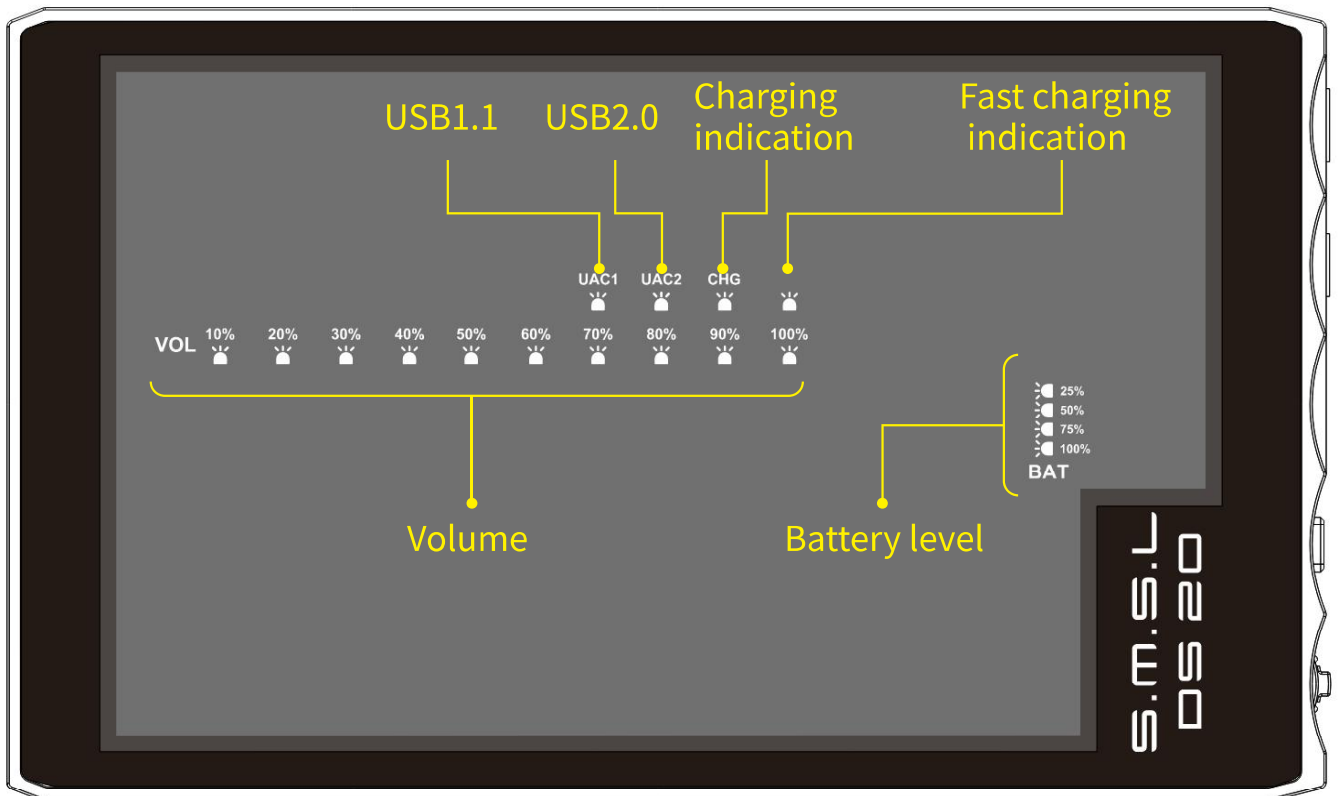 USB1.1
USB2.0
Charging
indication
Fast charging
indication
UAC1 UAC2 CHG
VOL 10% 20% 30% 40% 50% 60% 70% 80% 90% 100%
25%
50%
75%
100%
BAT
Volume
Battery level
S.M.S.L
DS 20